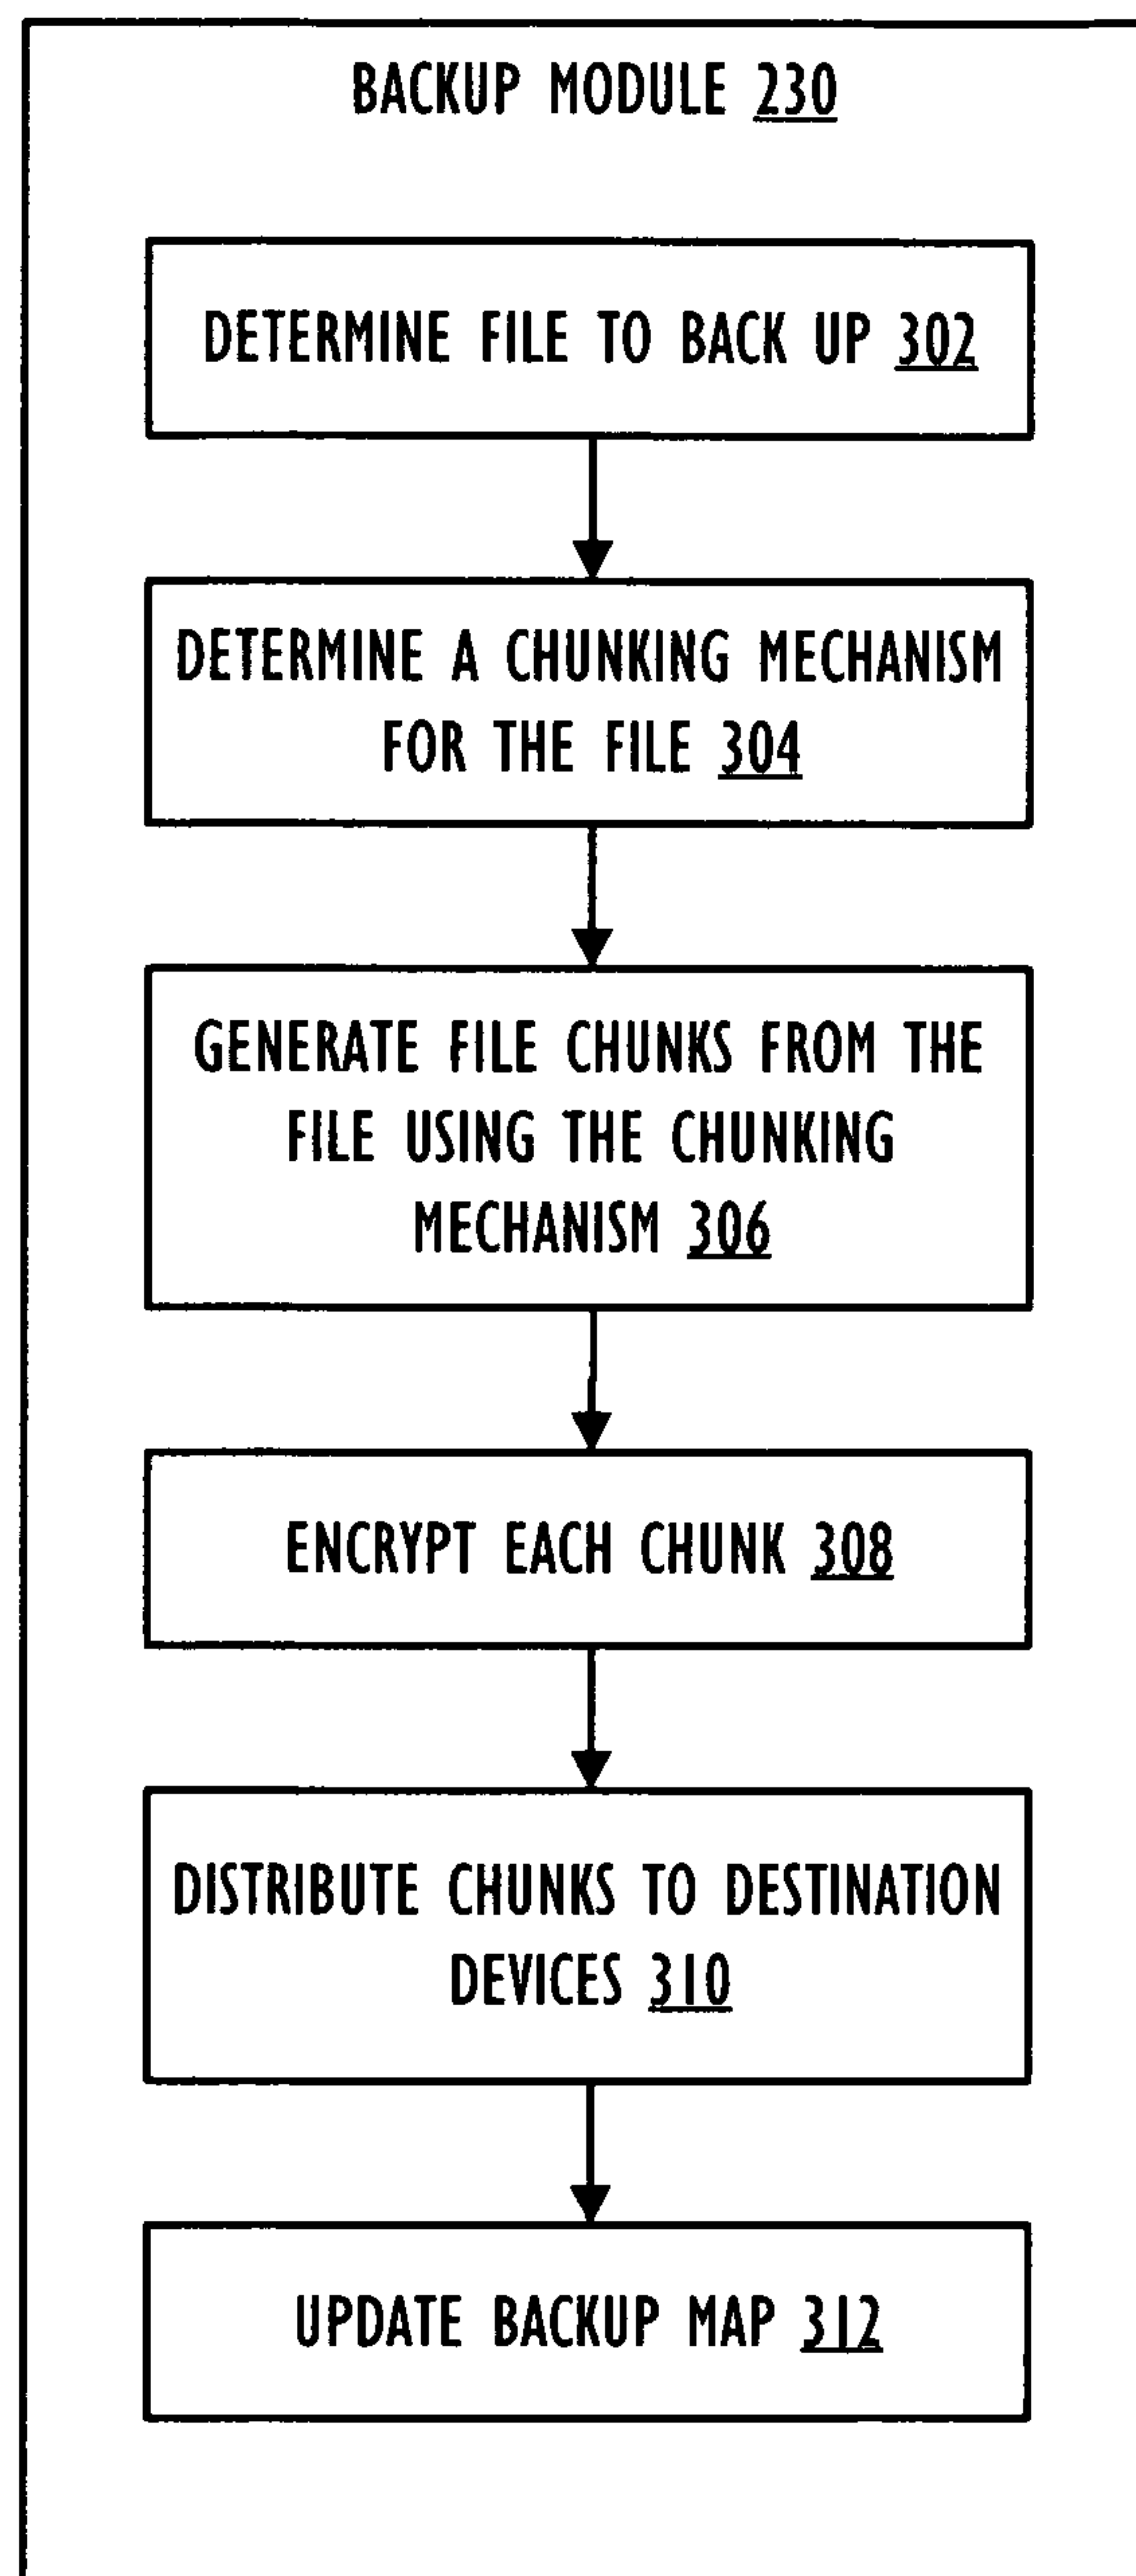 BACKUP MODULE 230
DETERMINE FILE TO BACK UP 302
DETERMINE A CHUNKING MECHANISM
FOR THE FILE 304
GENERATE FILE CHUNKS FROM THE
FILE USING THE CHUNKING
MECHANISM 306
ENCRYPT EACH CHUNK 308
DISTRIBUTE CHUNKS TO DESTINATION
DEVICES 310
UPDATE BACKUP MAP 312